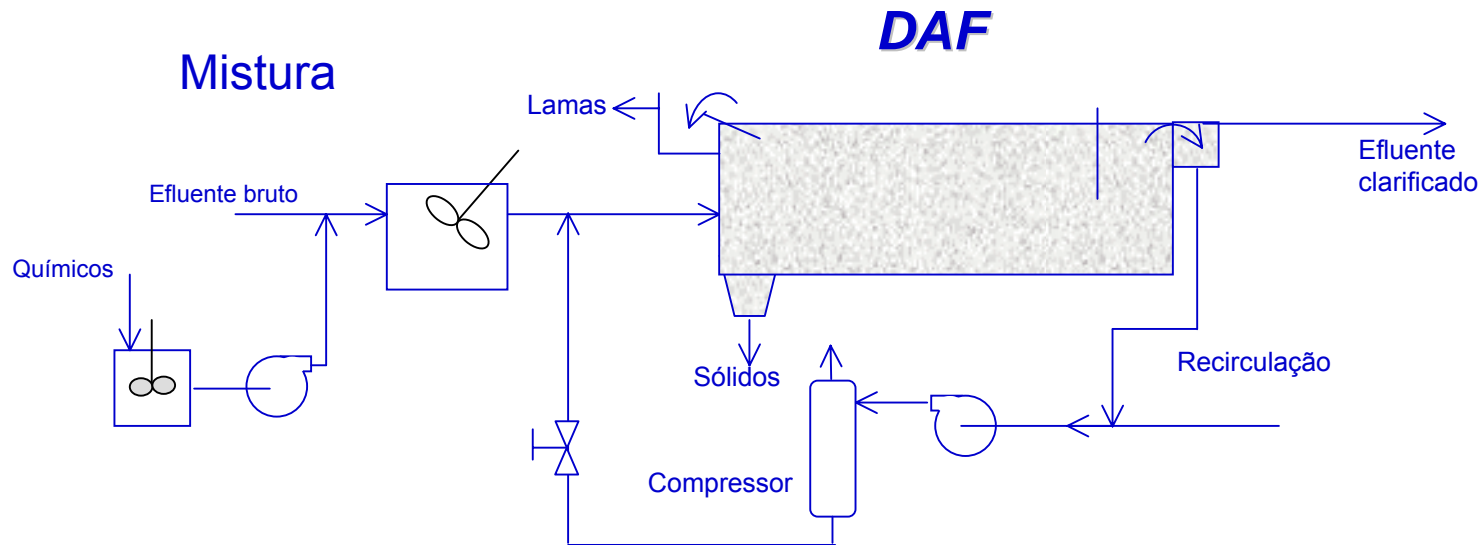 DAF
Mistura
Lamas
Efluente
clarificado
Efluente bruto
Químicos
Sólidos
Recirculação
Compressor